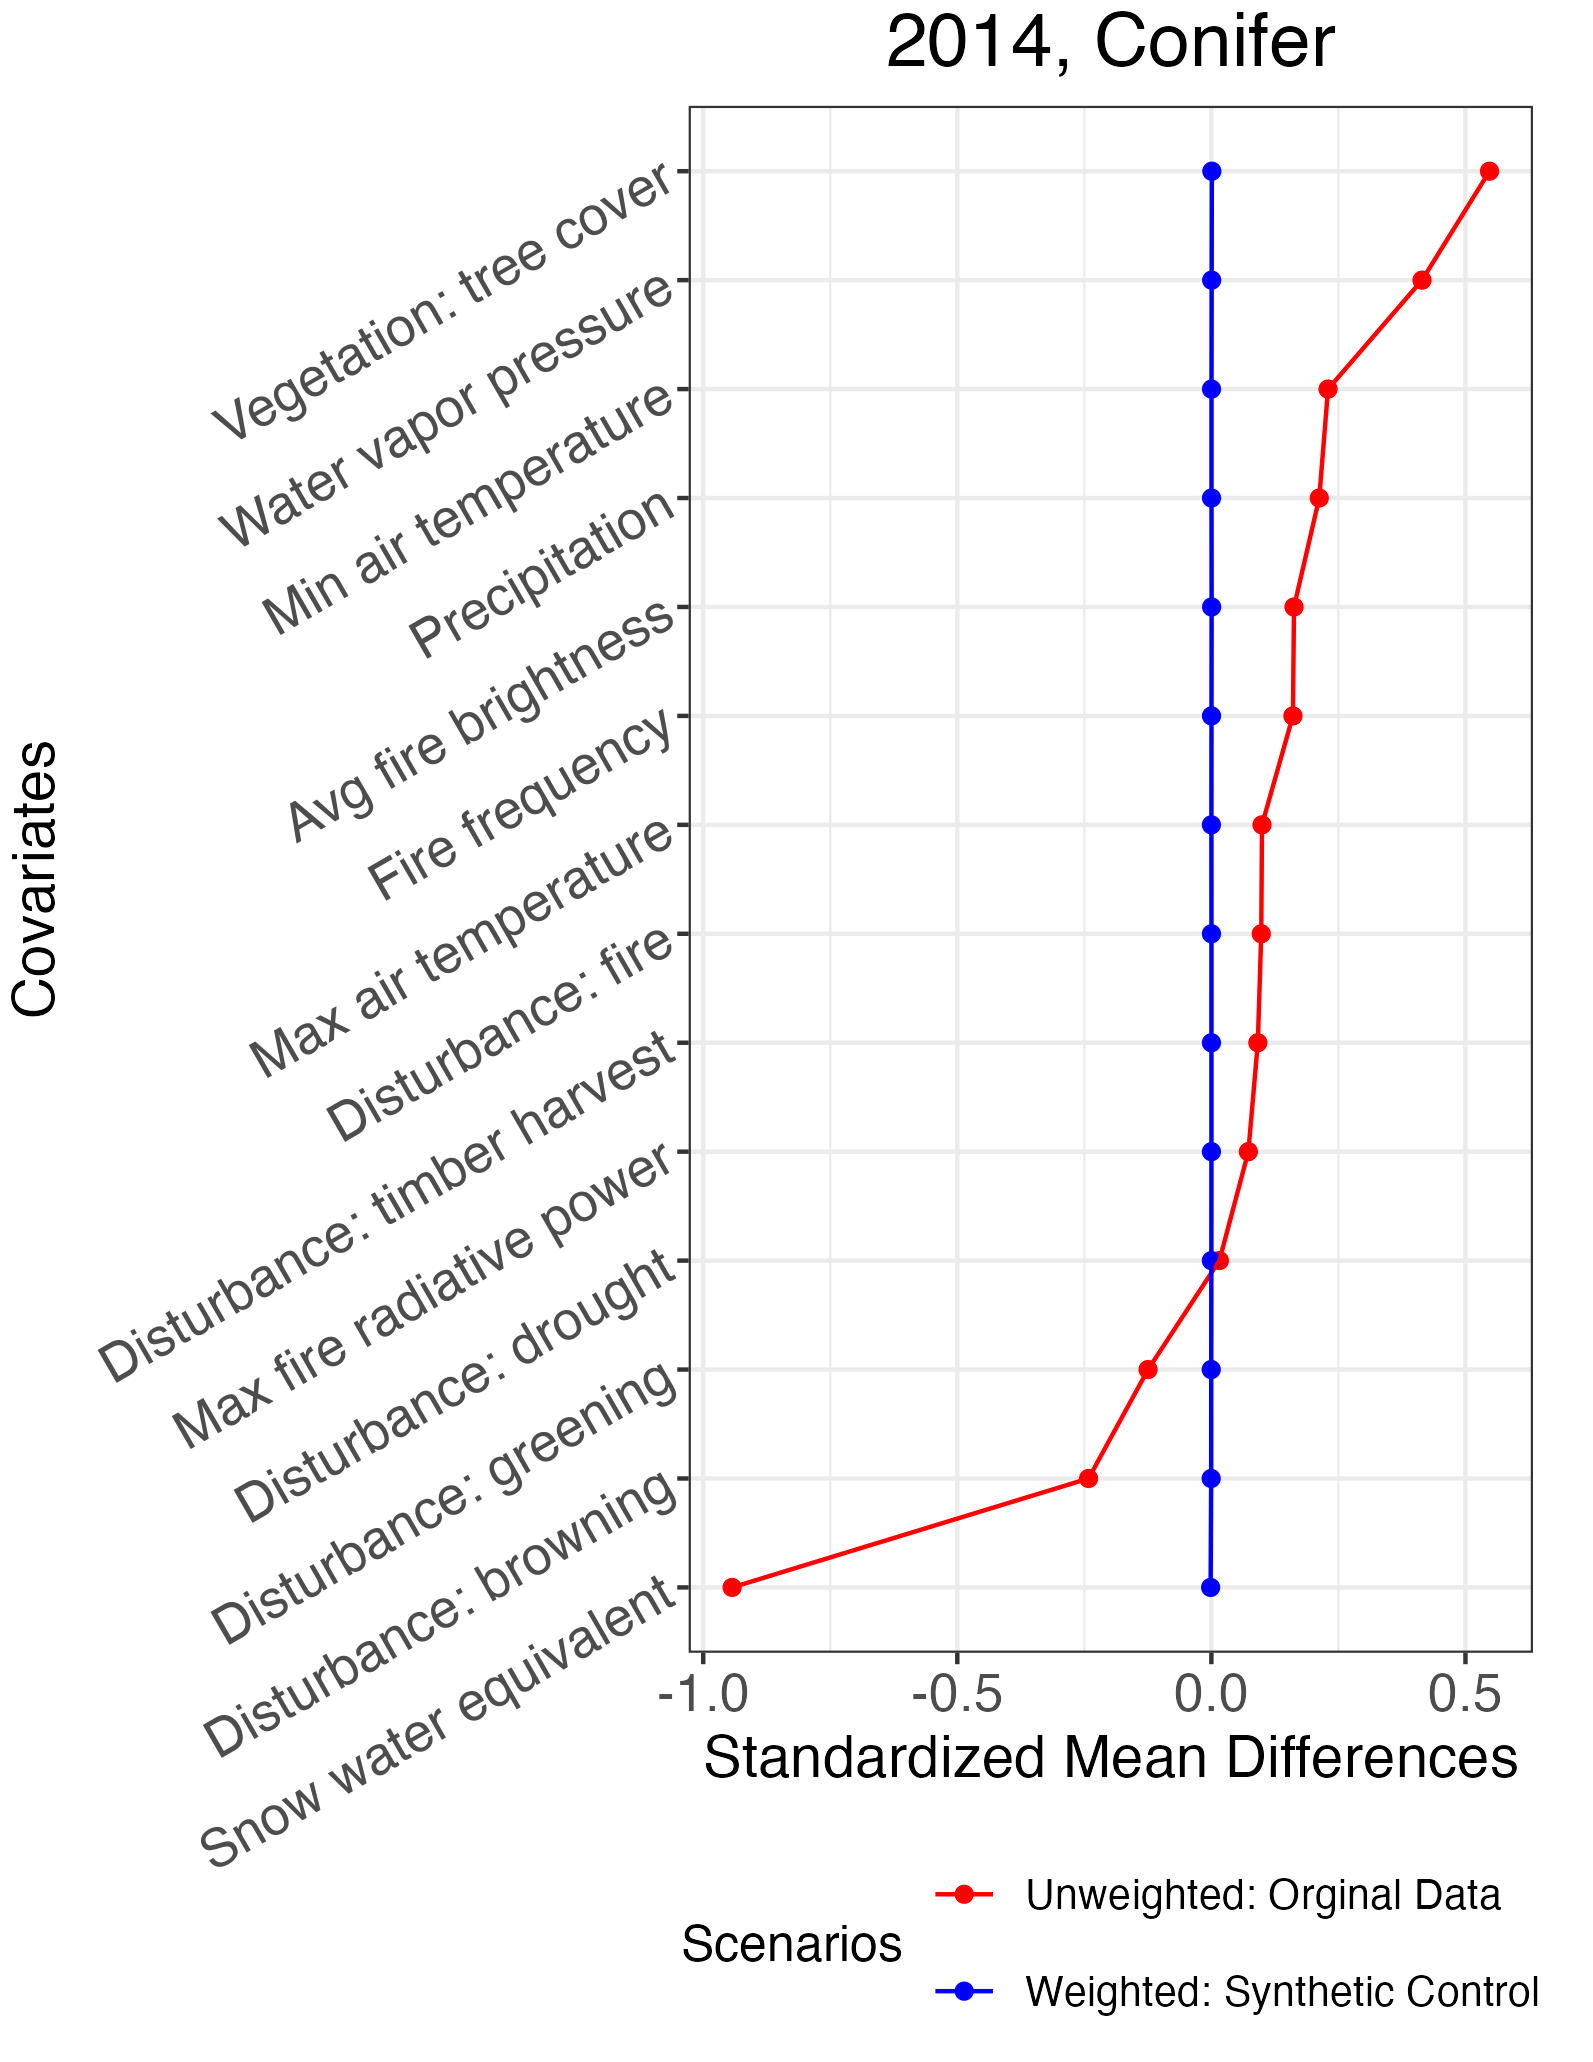 2014, Conifer
Covariates
Vegetation: tree cover
Water vapor pressure
Min air temperature
Precipitation
Avg fire brightness
Fire frequency
Max air temperature
Disturbance: fire
Disturbance: timber harvest
Max fire radiative power
Disturbance: drought
Disturbance: greening
Disturbance: browning
Snow water equivalent
-1.0 -0.5 0.0 0.5
Standardized Mean Differences
Scenarios
Unweighted: Orginal Data
Weighted: Synthetic Control